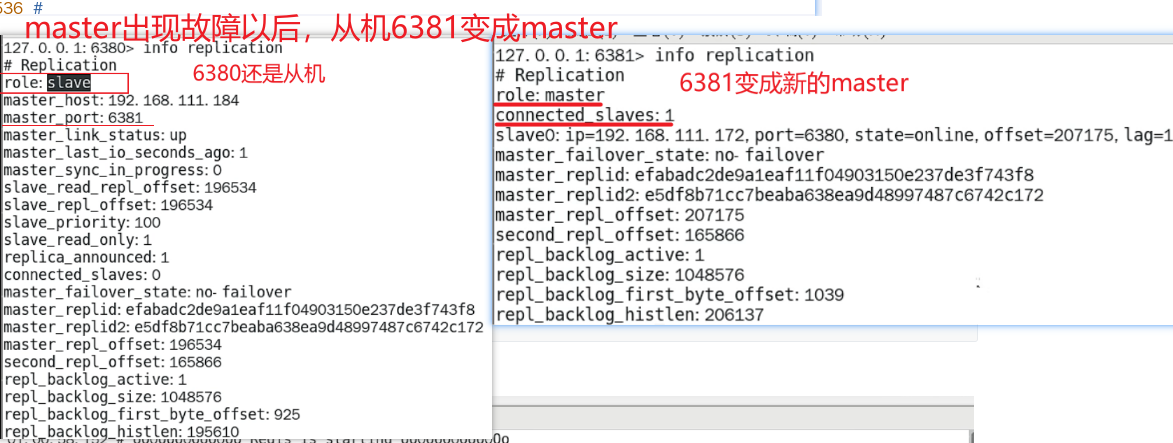 536 #
master出现故障以后，从机6381变成master
127.0.0.1:6380> info replication
# Replication
role:slave
6380还是从机
master_host:192.168.111.184
master_port:6381
master_link_status:up
master_last_io_seconds_ago:1
master_sync_in_progress:0
slave_read_repl_offset:196534
slave_repl_offset:196534
slave_priority:100
slave_read_only:1
replica_announced:1
connected_slaves:0
master_failover_state:no-failover
master_replid:efabadc2de9a1eaf11f04903150e237de3f743f8
master_replid2:e5df8b71cc7beaba638ea9d48997487c6742c172
master_repl_offset:196534
second_repl_offset:165866
repl_backlog_active:1
repl_backlog_size:1048576
repl_backlog_first_byte_offset:925
repl_backlog_histlen:195610
127.0.0.1:6381> info replication
# Replication
role:master
6381变成新的master
connected_slaves:1
slave0:ip=192.168.111.172,port=6380,state=online,offset=207175,lag=1
master_failover_state:no-failover
master_replid:efabadc2de9a1eaf11f04903150e237de3f743f8
master_replid2:e5df8b71cc7beaba638ea9d48997487c6742c172
master_repl_offset:207175
second_repl_offset:165866
repl_backlog_active:1
repl_backlog_size:1048576
repl_backlog_first_byte_offset:1039
repl_backlog_histlen:206137